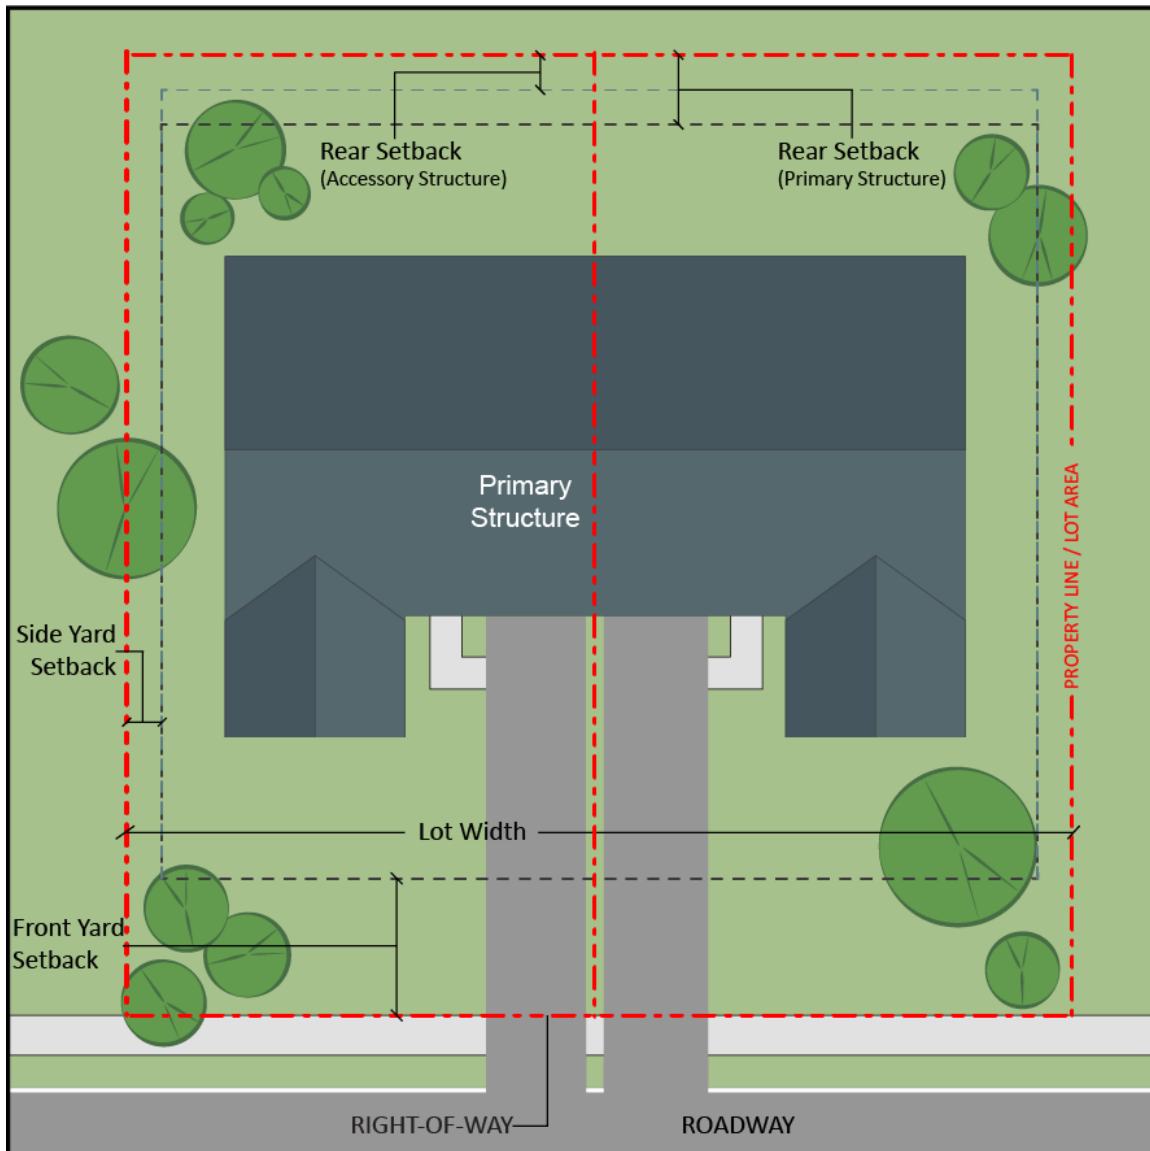 Rear Setback
(Accessory Structure)
Rear Setback
(Primary Structure)
Primary
Structure
PROPERTY LINE / LOT AREA
Side Yard
Setback
Lot Width
Front Yard
Setback
RIGHT-OF-WAY
ROADWAY